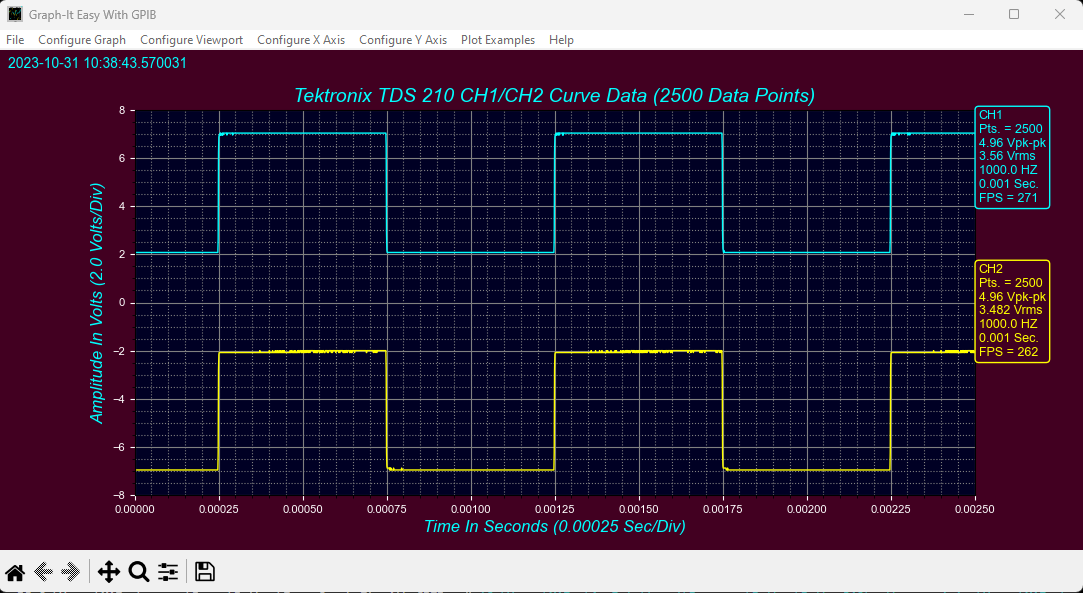 Graph-It Easy With GPIB
File Configure Graph Configure Viewport Configure X Axis Configure Y Axis Plot Examples Help
2023-10-31 10:38:43.570031
Tektronix TDS 210 CH1/CH2 Curve Data (2500 Data Points)
Amplitude In Volts (2.0 Volts/Div)
8
6
4
2
0
−2
−4
−6
−8
CH1
Pts. = 2500
4.96 Vpk-pk
3.56 Vrms
1000.0 HZ
0.001 Sec.
FPS = 271
CH2
Pts. = 2500
4.96 Vpk-pk
3.482 Vrms
1000.0 HZ
0.001 Sec.
FPS = 262
0.00000 0.00025 0.00050 0.00075 0.00100 0.00125 0.00150 0.00175 0.00200 0.00225 0.00250
Time In Seconds (0.00025 Sec/Div)